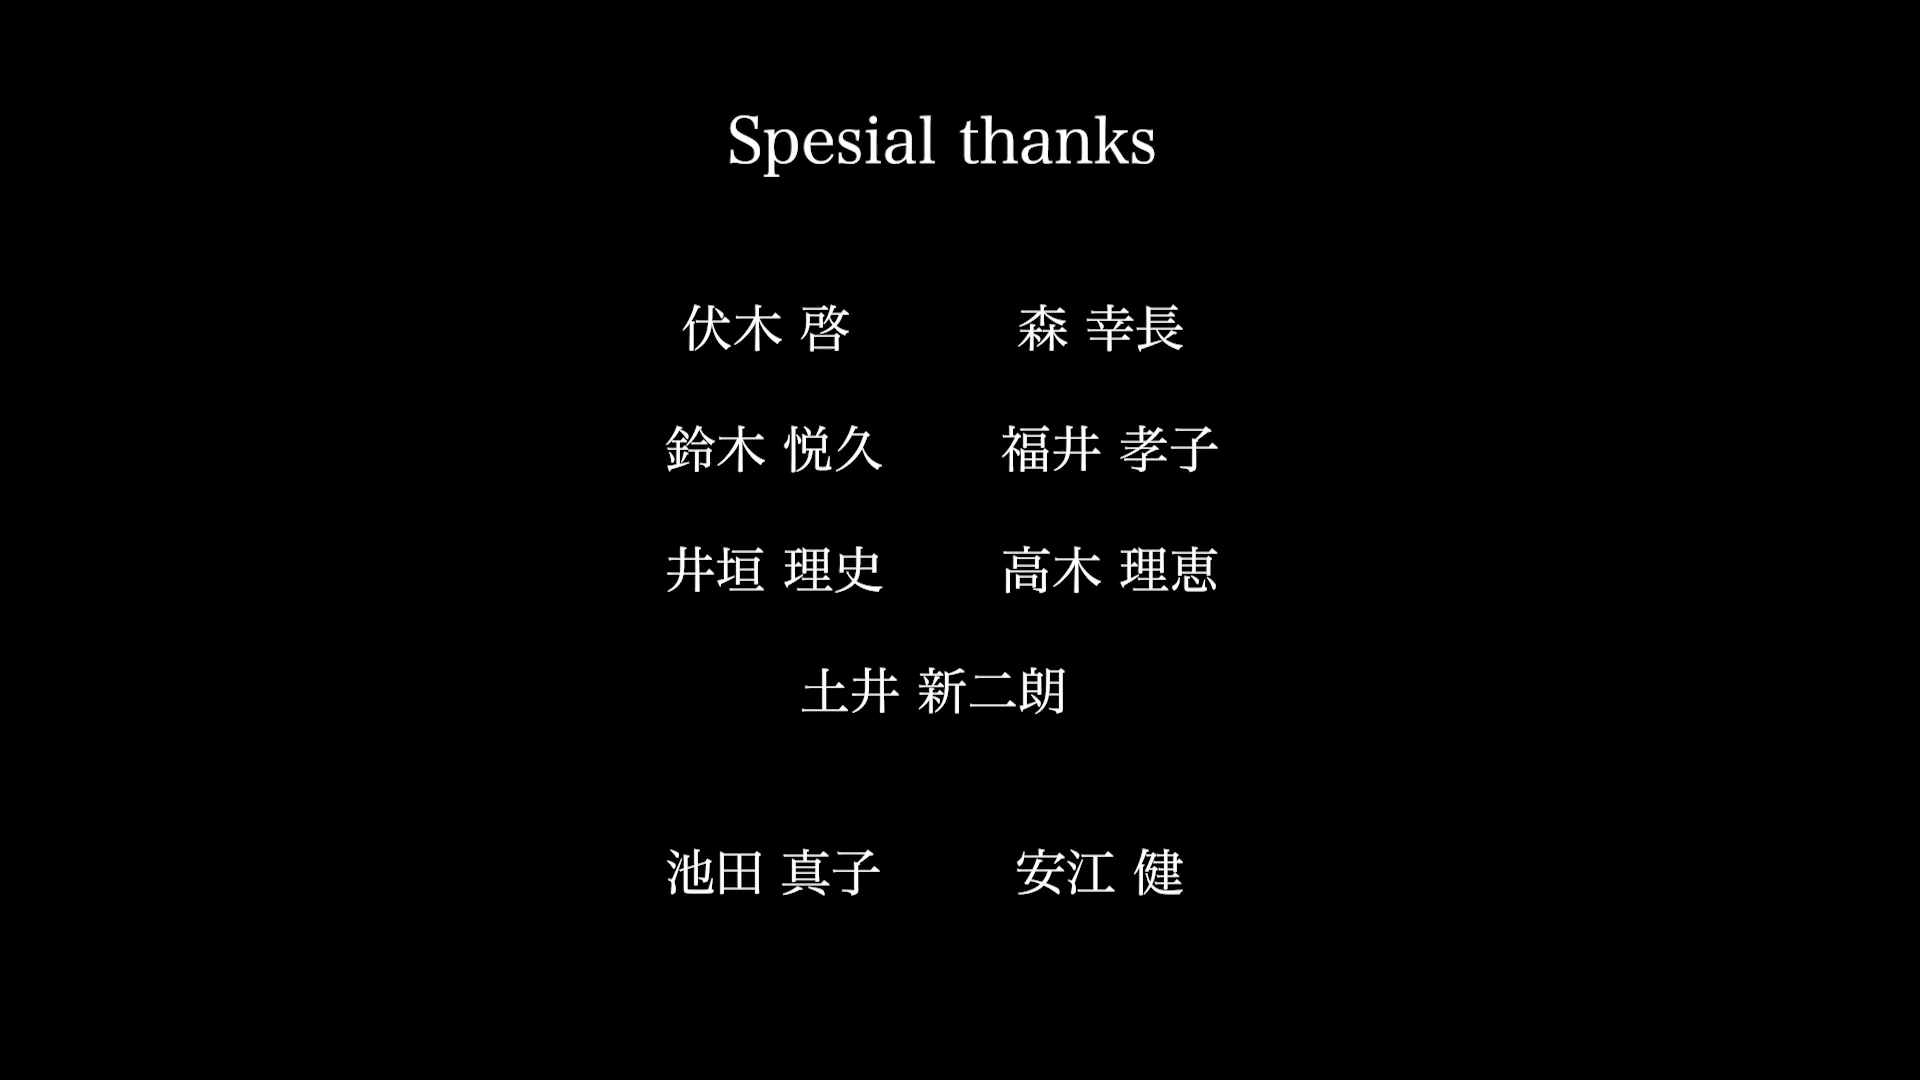 Spesial thanks
伏木 啓 森 幸長
鈴木 悦久 福井 孝子
井垣 理史 高木 理恵
土井 新二朗
池田 真子 安江 健